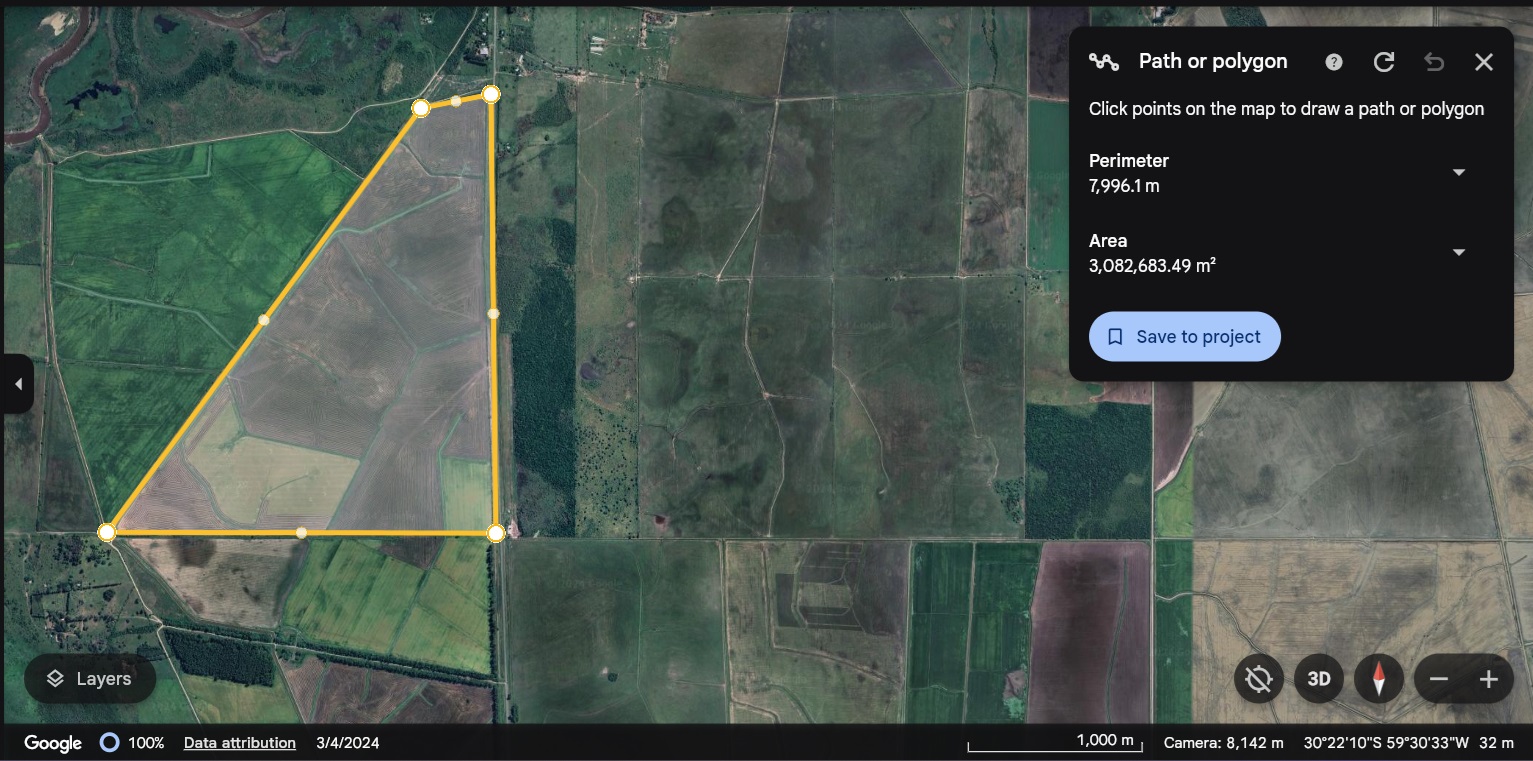 Path or polygon
Click points on the map to draw a path or polygon
Perimeter
7,996.1 m
Area
3,082,683.49 m²
Save to project
Layers
3D
Google 100% Data attribution 3/4/2024 1,000 m Camera: 8,142 m 30°22'10"S 59°30'33"W 32 m